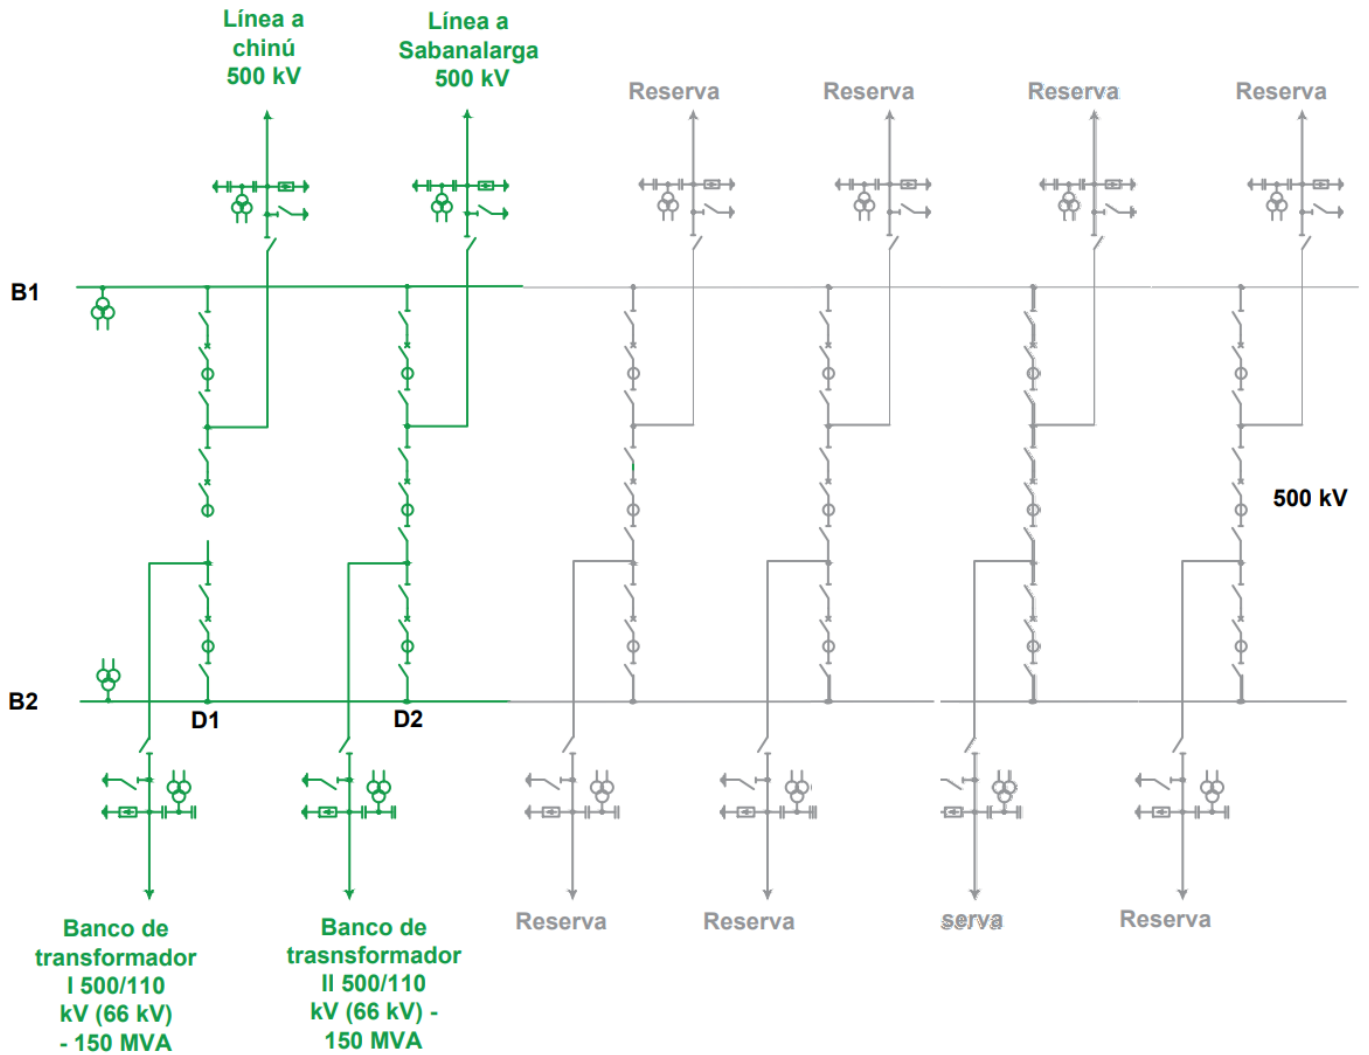 Línea a
chinú
500 kV
Línea a
Sabanalarga
500 kV
Reserva
Reserva
Reserva
Reserva
B1
500 kV
B2
D1
D2
Banco de
transformador
I 500/110
kV (66 kV)
- 150 MVA
Banco de
trasnsformador
II 500/110
kV (66 kV) -
150 MVA
Reserva
Reserva
serva
Reserva